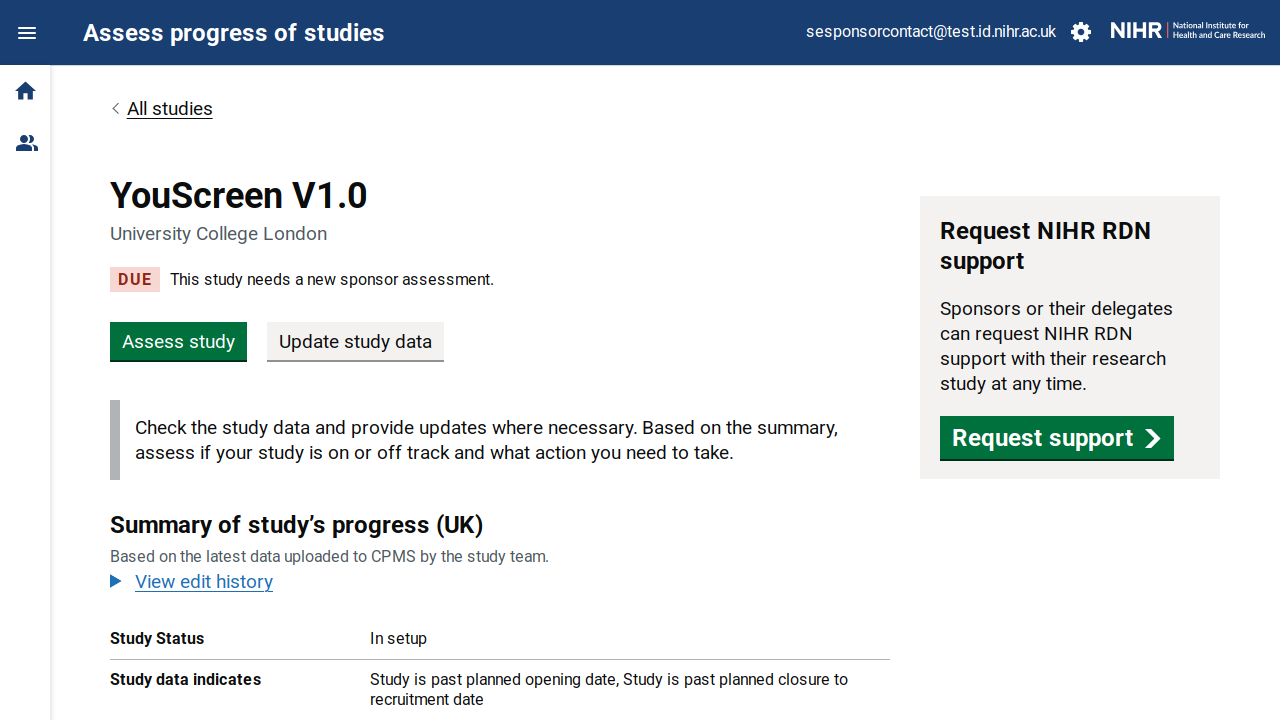 Assess progress of studies
sesponsorcontact@test.id.nihr.ac.uk
NIHR | National Institute for
Health and Care Research
All studies
YouScreen V1.0
University College London
DUE This study needs a new sponsor assessment.
Assess study
Update study data
Check the study data and provide updates where necessary. Based on the summary,
assess if your study is on or off track and what action you need to take.
Summary of study’s progress (UK)
Based on the latest data uploaded to CPMS by the study team.
View edit history
Study Status In setup
Study data indicates Study is past planned opening date, Study is past planned closure to
recruitment date
Request NIHR RDN
support
Sponsors or their delegates
can request NIHR RDN
support with their research
study at any time.
Request support